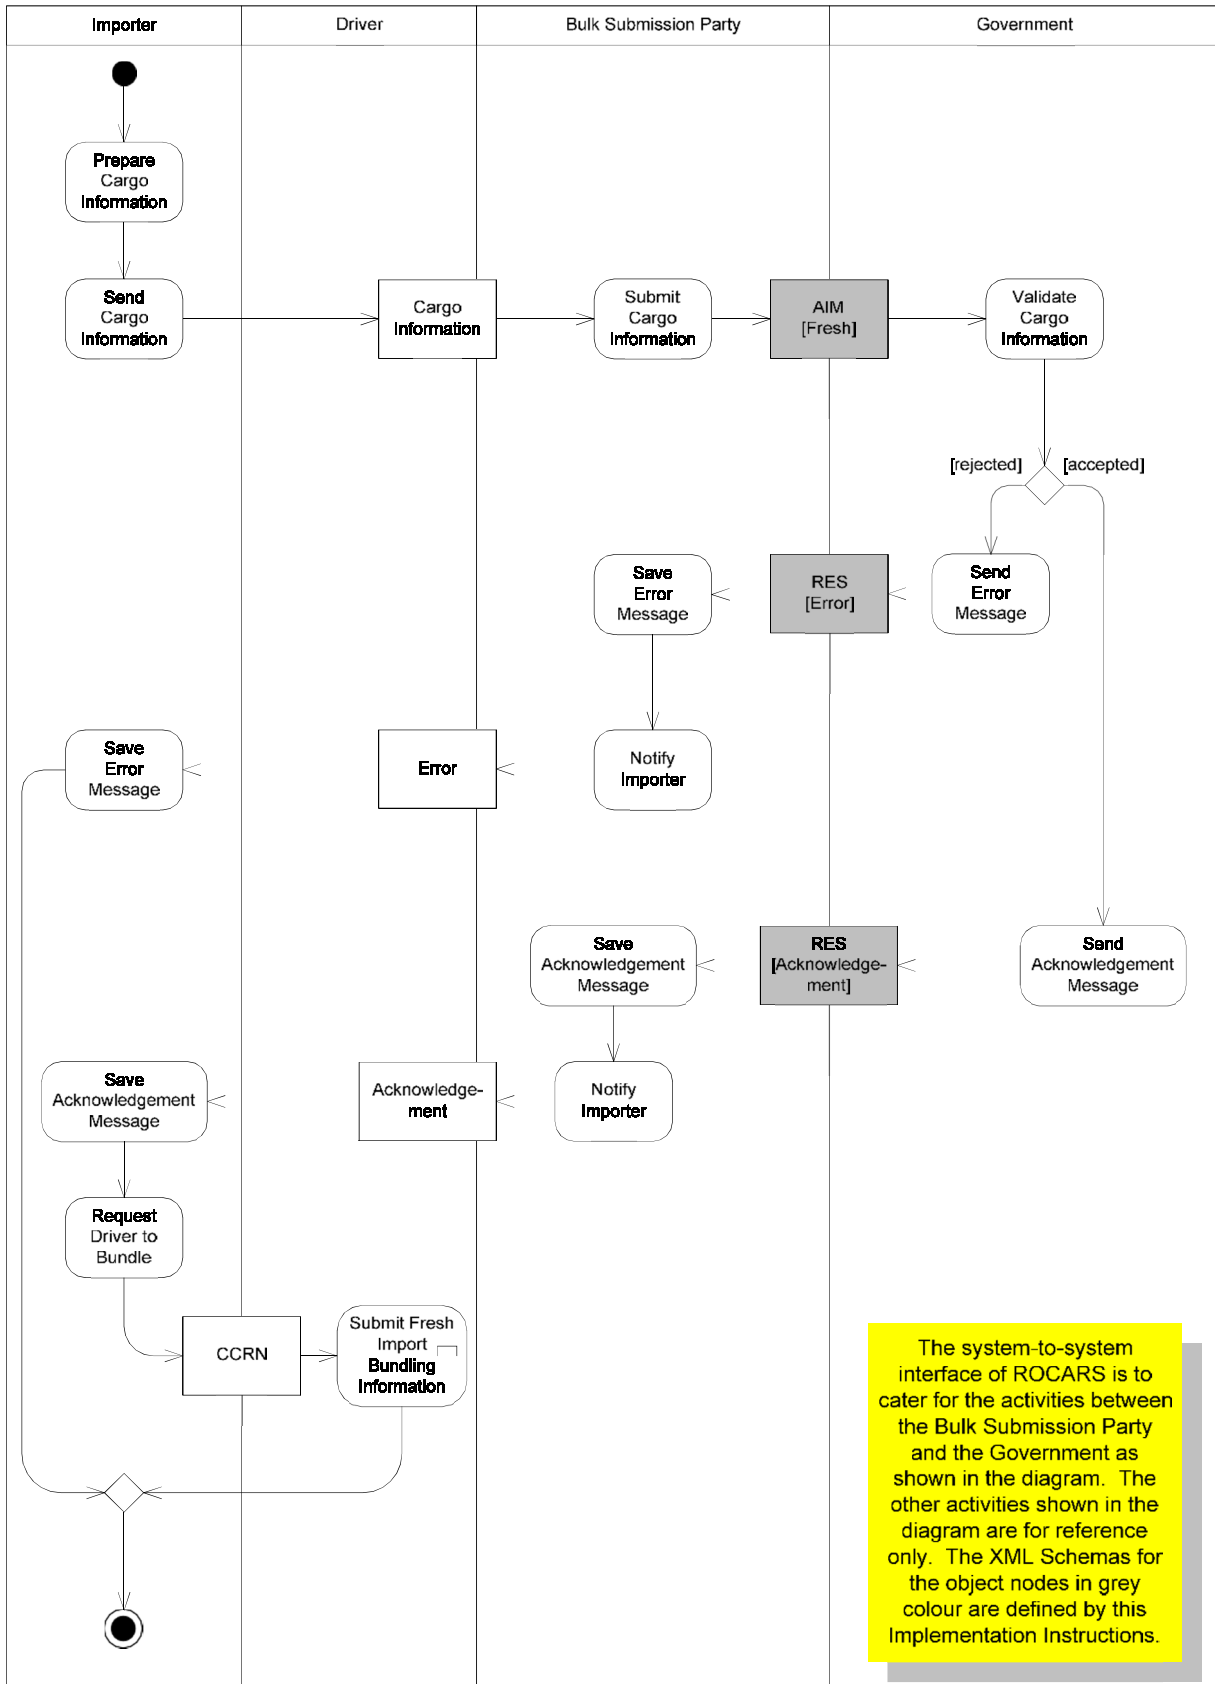 Importer
Driver
Bulk Submission Party
Government
Prepare
Cargo
Information
Send
Cargo
Information
Cargo
Information
Submit
Cargo
Information
AIM
[Fresh]
Validate
Cargo
Information
[rejected]
[accepted]
Save
Error
Message
RES
[Error]
Send
Error
Message
Save
Error
Message
Error
Notify
Importer
Save
Acknowledgement
Message
RES
[Acknowledge-
ment]
Send
Acknowledgement
Message
Save
Acknowledgement
Message
Acknowledge-
ment
Notify
Importer
Request
Driver to
Bundle
CCRN
Submit Fresh
Import
Bundling
Information
The system-to-system
interface of ROCARS is to
cater for the activities between
the Bulk Submission Party
and the Government as
shown in the diagram. The
other activities shown in the
diagram are for reference
only. The XML Schemas for
the object nodes in grey
colour are defined by this
Implementation Instructions.